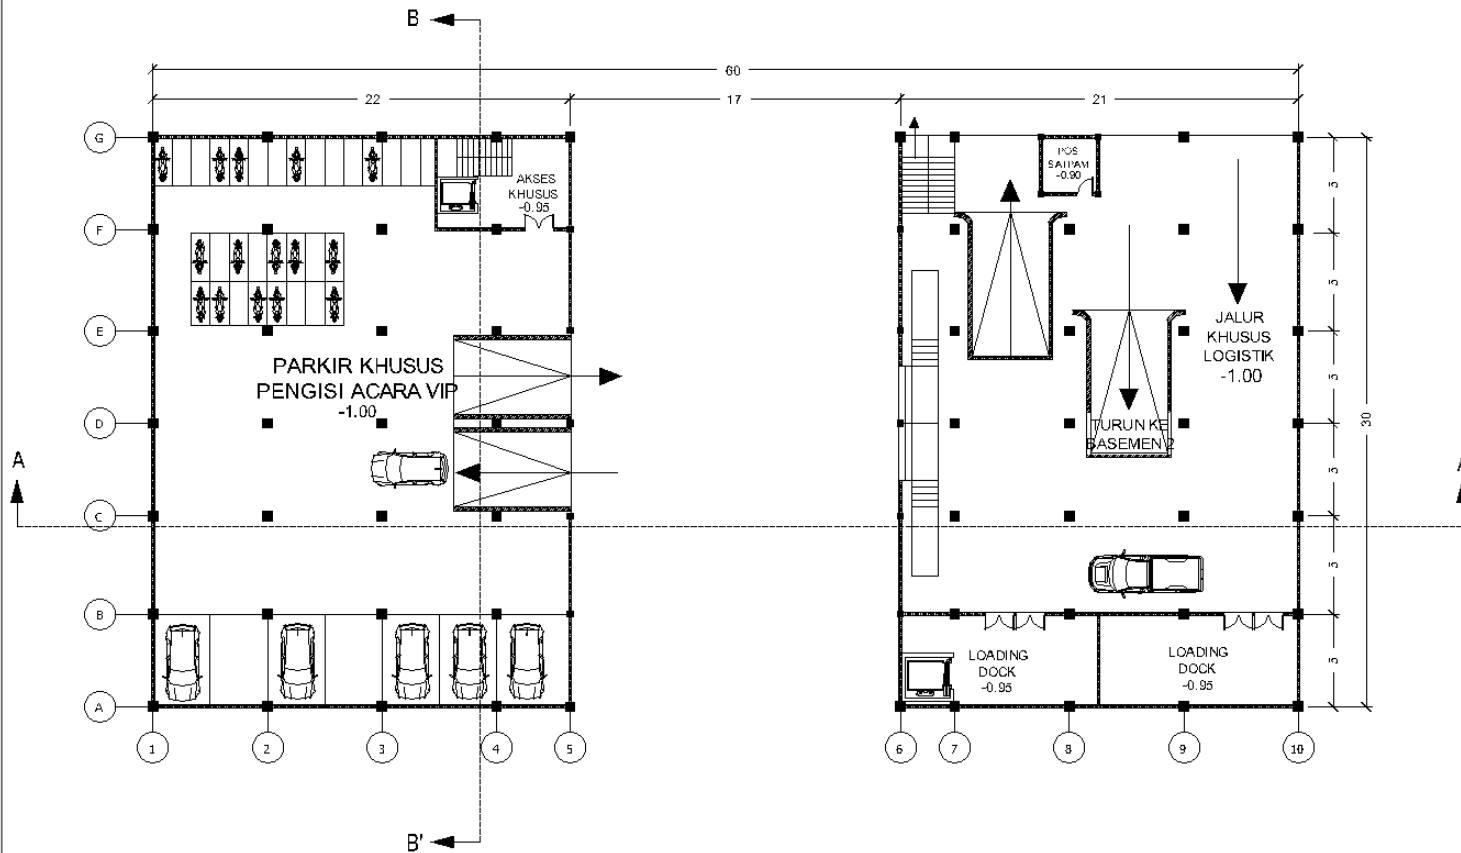 B
60
22
17
21
G
AKSES
KHUSUS
-0.95
POS
SATPAM
-0.90
5
F
5
E
PARKIR KHUSUS
PENGISI ACARA VIP
-1.00
JALUR
KHUSUS
LOGISTIK
-1.00
5
D
TURUN KE
BASEMEN 2
30
A
5
C
5
B
LOADING
DOCK
-0.95
LOADING
DOCK
-0.95
5
A
1
2
3
4
5
6
7
8
9
10
B'